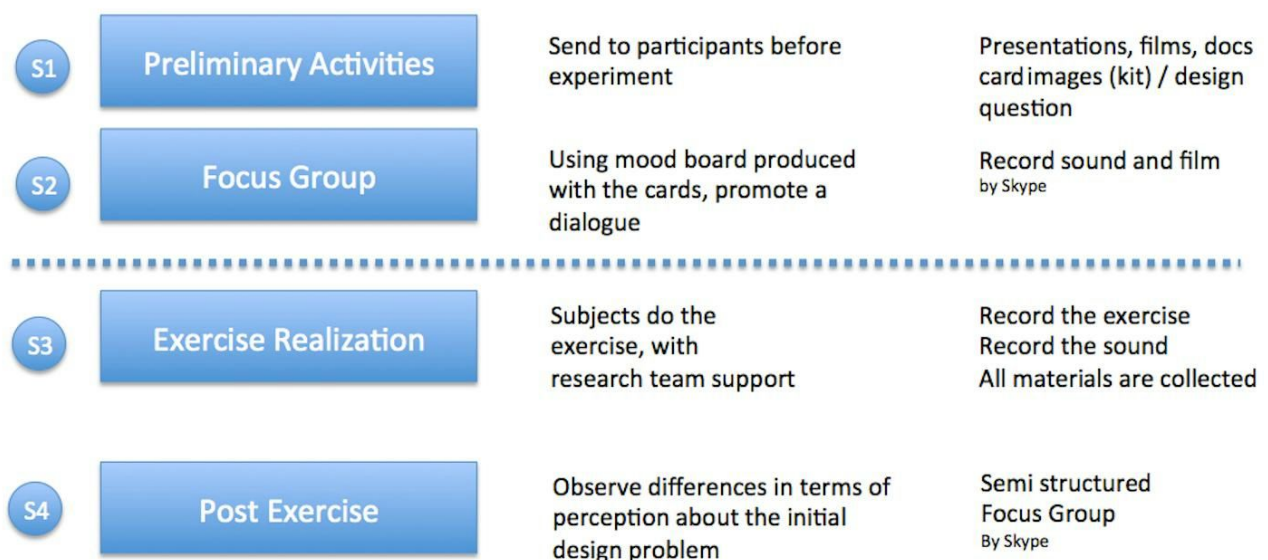 S1
Preliminary Activities
Send to participants before
experiment
Presentations, films, docs
card images (kit) / design
question
S2
Focus Group
Using mood board produced
with the cards, promote a
dialogue
Record sound and film
by Skype
S3
Exercise Realization
Subjects do the
exercise, with
research team support
Record the exercise
Record the sound
All materials are collected
S4
Post Exercise
Observe differences in terms of
perception about the initial
design problem
Semi structured
Focus Group
By Skype